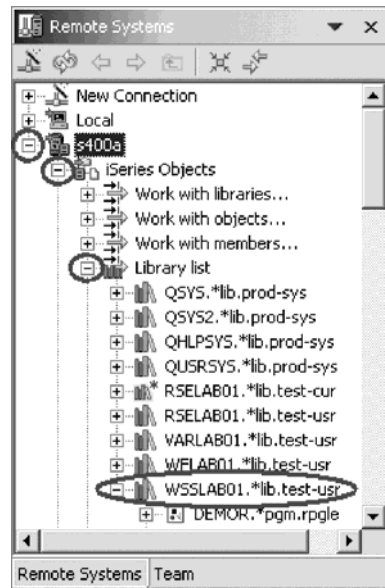 Remote Systems
New Connection
Local
s400a
iSeries Objects
Work with libraries...
Work with objects...
Work with members...
Library list
QSYS.*lib.prod-sys
QSYS2.*lib.prod-sys
QHLPSYS.*lib.prod-sys
QUSRSYS.*lib.prod-sys
RSELAB01.*lib.test-cur
RSELAB01.*lib.test-usr
VARLAB01.*lib.test-usr
WFLAB01.*lib.test-usr
WSSLAB01.*lib.test-usr
DEMOR.*pgm.rpgle
Remote Systems Team